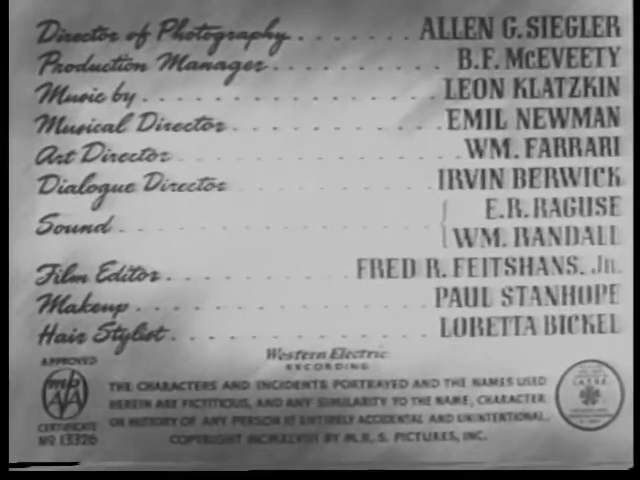 Director of Photography . . . . . . . ALLEN G. SIEGLER
Production Manager . . . . . . . . . B.F. McEVEETY
Music by . . . . . . . . . . . . . . LEON KLATZKIN
Musical Director . . . . . . . . . . EMIL NEWMAN
Art Director . . . . . . . . . . . . WM. FARRARI
Dialogue Director . . . . . . . . . IRVIN BERWICK
Sound . . . . . . . . . . . . . . . { E.R. RAGUSE
WM. RANDALL
Film Editor . . . . . . . . . FRED R. FEITSHANS, Jr.
Makeup . . . . . . . . . . . . . . PAUL STANHOPE
Hair Stylist . . . . . . . . . . . LORETTA BICKEL
Western Electric
RECORDING
APPROVED
MPAA
CERTIFICATE
No 13326
THE CHARACTERS AND INCIDENTS PORTRAYED AND THE NAMES USED
HEREIN ARE FICTITIOUS, AND ANY SIMILARITY TO THE NAME, CHARACTER
OR HISTORY OF ANY PERSON IS ENTIRELY ACCIDENTAL AND UNINTENTIONAL.
COPYRIGHT MCMXLVIII BY M.R.S. PICTURES, INC.
I.A.T.S.E.